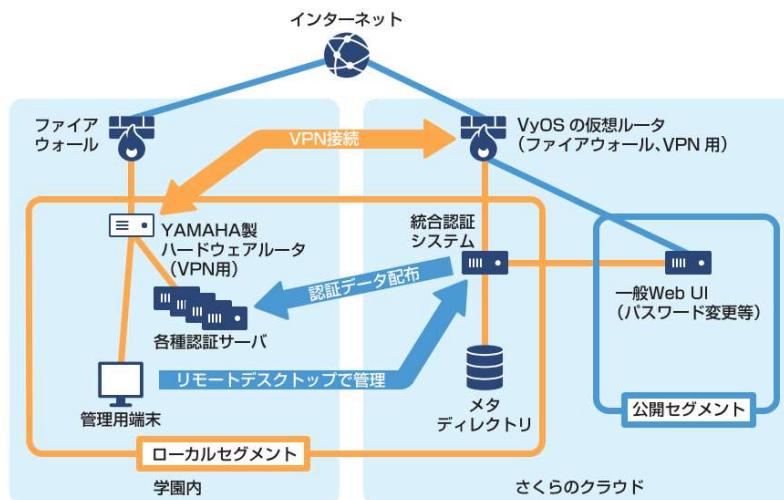 インターネット
ファイア
ウォール
VPN接続
VyOS の仮想ルータ
（ファイアウォール、VPN 用）
YAMAHA製
ハードウェアルータ
（VPN用）
統合認証
システム
認証データ配布
各種認証サーバ
一般Web UI
（パスワード変更等）
リモートデスクトップで管理
管理用端末
メタ
ディレクトリ
公開セグメント
ローカルセグメント
学園内
さくらのクラウド